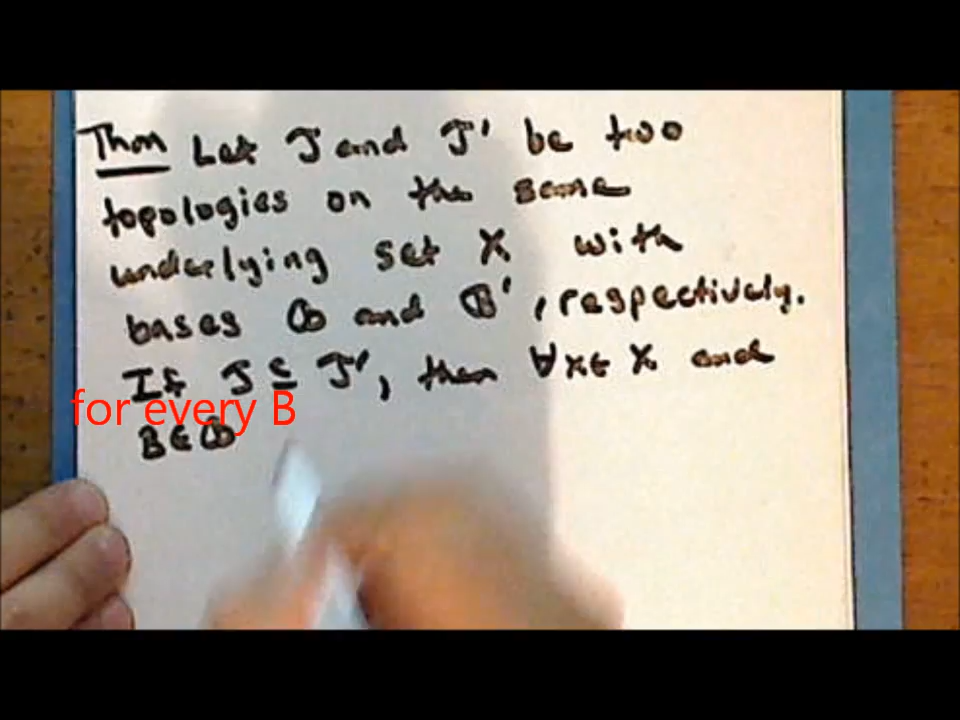 Thm Let 𝒯 and 𝒯' be two
topologies on the same
underlying set X with
bases ℬ and ℬ', respectively.
If 𝒯 ⊆ 𝒯', then ∀x∈ X and
for every B
B∈ℬ